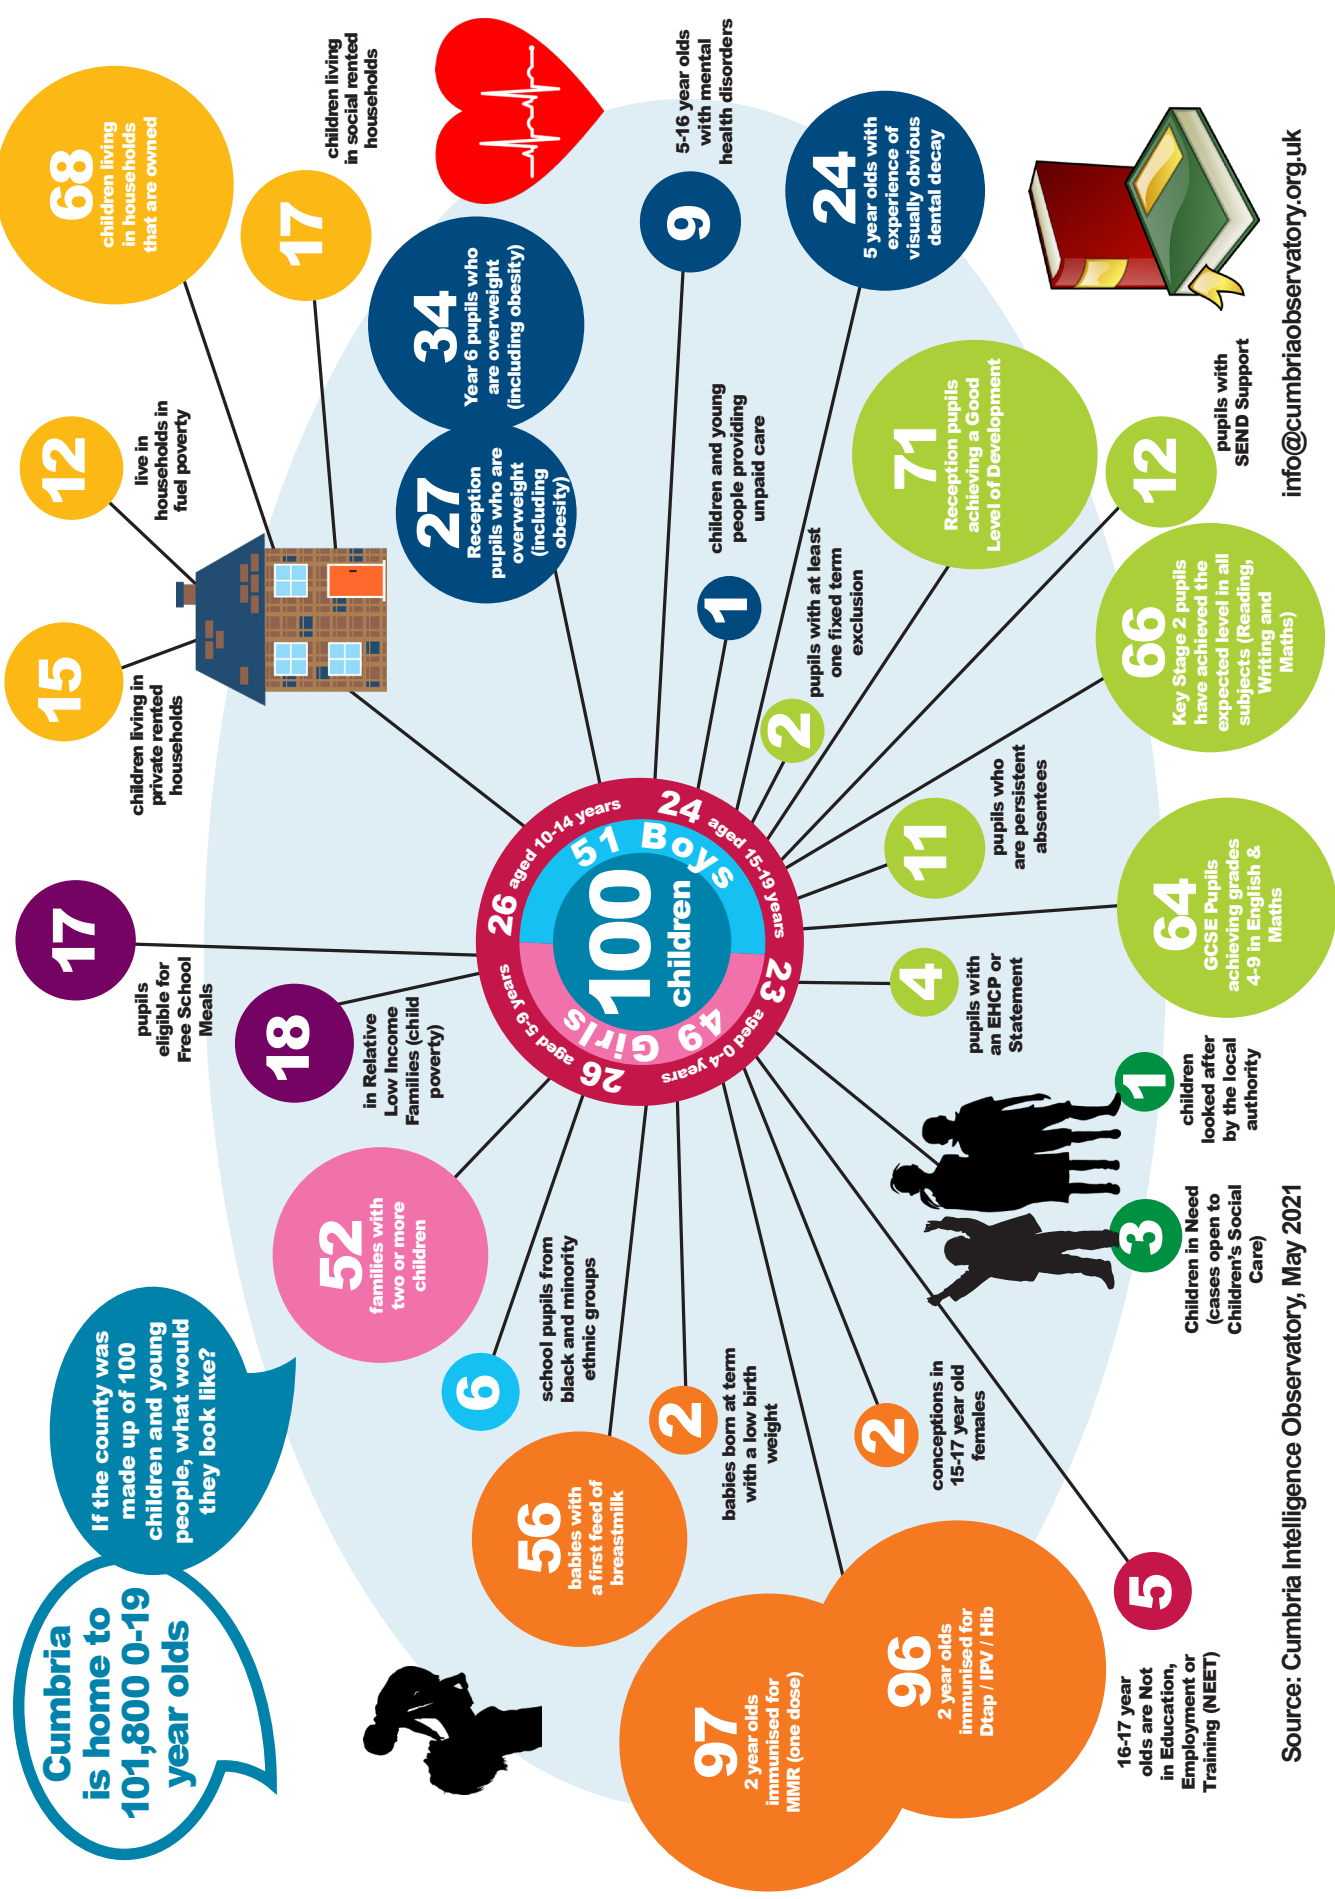 Cumbria
is home to
101,800 0-19
year olds
If the county was
made up of 100
children and young
people, what would
they look like?
17
pupils
eligible for
Free School
Meals
18
in Relative
Low Income
Families (child
poverty)
15
children living in
private rented
households
12
live in
households in
fuel poverty
68
children living
in households
that are owned
17
children living
in social rented
households
52
families with
two or more
children
6
school pupils from
black and minority
ethnic groups
56
babies with
a first feed of
breastmilk
2
babies born at term
with a low birth
weight
97
2 year olds
immunised for
MMR (one dose)
96
2 year olds
immunised for
Dtap / IPV / Hib
2
conceptions in
15-17 year old
females
5
16-17 year
olds are Not
in Education,
Employment or
Training (NEET)
100
children
51 Boys
49 Girls
26 aged 10-14 years
24 aged 15-19 years
23 aged 0-4 years
26 aged 5-9 years
27
Reception
pupils who are
overweight
(including
obesity)
34
Year 6 pupils who
are overweight
(including obesity)
9
5-16 year olds
with mental
health disorders
1
children and young
people providing
unpaid care
24
5 year olds with
experience of
visually obvious
dental decay
2
pupils with at least
one fixed term
exclusion
71
Reception pupils
achieving a Good
Level of Development
12
pupils with
SEND Support
66
Key Stage 2 pupils
have achieved the
expected level in all
subjects (Reading,
Writing and
Maths)
11
pupils who
are persistent
absentees
64
GCSE Pupils
achieving grades
4-9 in English &
Maths
4
pupils with
an EHCP or
Statement
1
children
looked after
by the local
authority
3
Children in Need
(cases open to
Children's Social
Care)
Source: Cumbria Intelligence Observatory, May 2021
info@cumbriaobservatory.org.uk